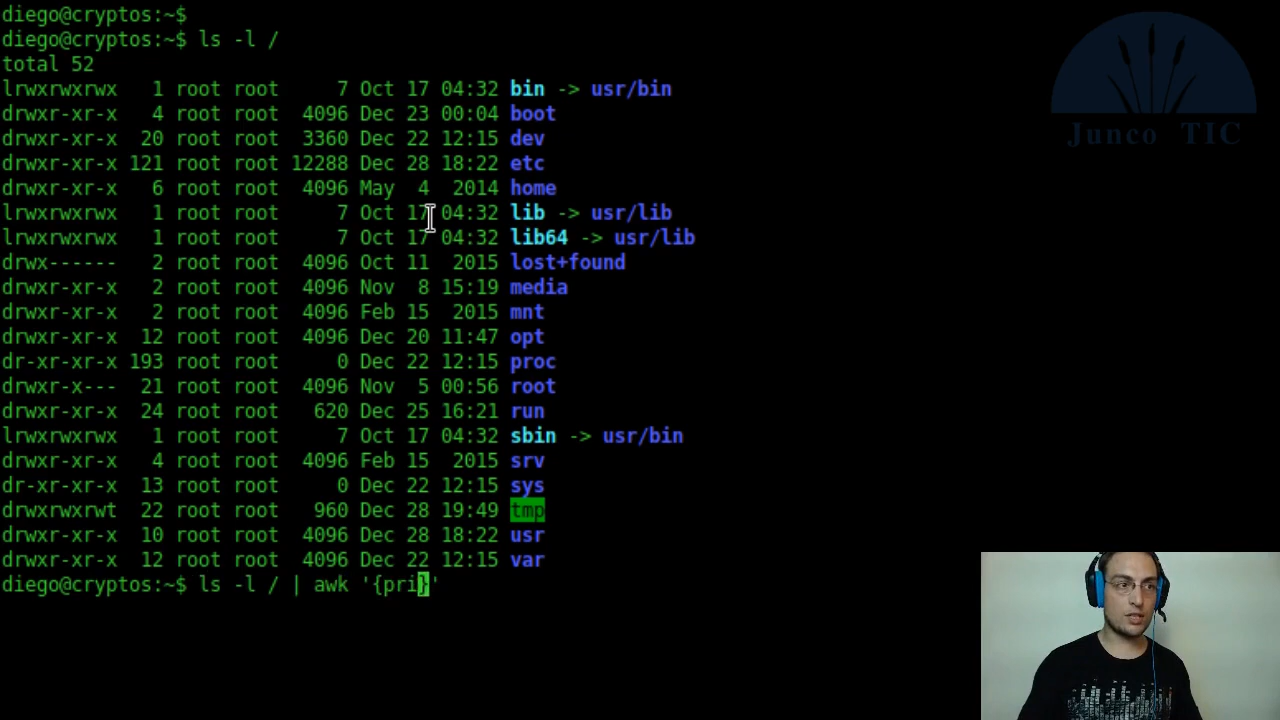 diego@cryptos:~$
diego@cryptos:~$ ls -l /
total 52
lrwxrwxrwx   1 root root     7 Oct 17 04:32 bin -> usr/bin
drwxr-xr-x   4 root root  4096 Dec 23 00:04 boot
drwxr-xr-x  20 root root  3360 Dec 22 12:15 dev
drwxr-xr-x 121 root root 12288 Dec 28 18:22 etc
drwxr-xr-x   6 root root  4096 May  4  2014 home
lrwxrwxrwx   1 root root     7 Oct 17 04:32 lib -> usr/lib
lrwxrwxrwx   1 root root     7 Oct 17 04:32 lib64 -> usr/lib
drwx------   2 root root  4096 Oct 11  2015 lost+found
drwxr-xr-x   2 root root  4096 Nov  8 15:19 media
drwxr-xr-x   2 root root  4096 Feb 15  2015 mnt
drwxr-xr-x  12 root root  4096 Dec 20 11:47 opt
dr-xr-xr-x 193 root root     0 Dec 22 12:15 proc
drwxr-x---  21 root root  4096 Nov  5 00:56 root
drwxr-xr-x  24 root root   620 Dec 25 16:21 run
lrwxrwxrwx   1 root root     7 Oct 17 04:32 sbin -> usr/bin
drwxr-xr-x   4 root root  4096 Feb 15  2015 srv
dr-xr-xr-x  13 root root     0 Dec 22 12:15 sys
drwxrwxrwt  22 root root   960 Dec 28 19:49 tmp
drwxr-xr-x  10 root root  4096 Dec 28 18:22 usr
drwxr-xr-x  12 root root  4096 Dec 22 12:15 var
diego@cryptos:~$ ls -l / | awk '{pri}'
Junco TIC